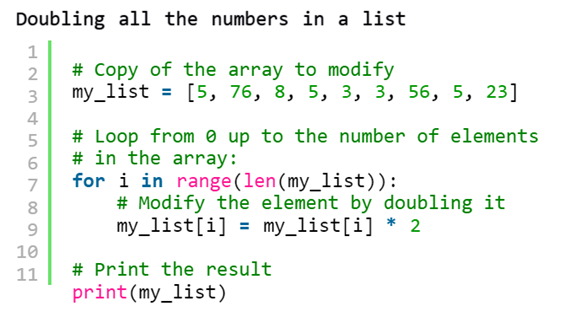 Doubling all the numbers in a list
1
2 # Copy of the array to modify
3 my_list = [5, 76, 8, 5, 3, 3, 56, 5, 23]
4
5 # Loop from 0 up to the number of elements
6 # in the array:
7 for i in range(len(my_list)):
8     # Modify the element by doubling it
9     my_list[i] = my_list[i] * 2
10
11 # Print the result
print(my_list)